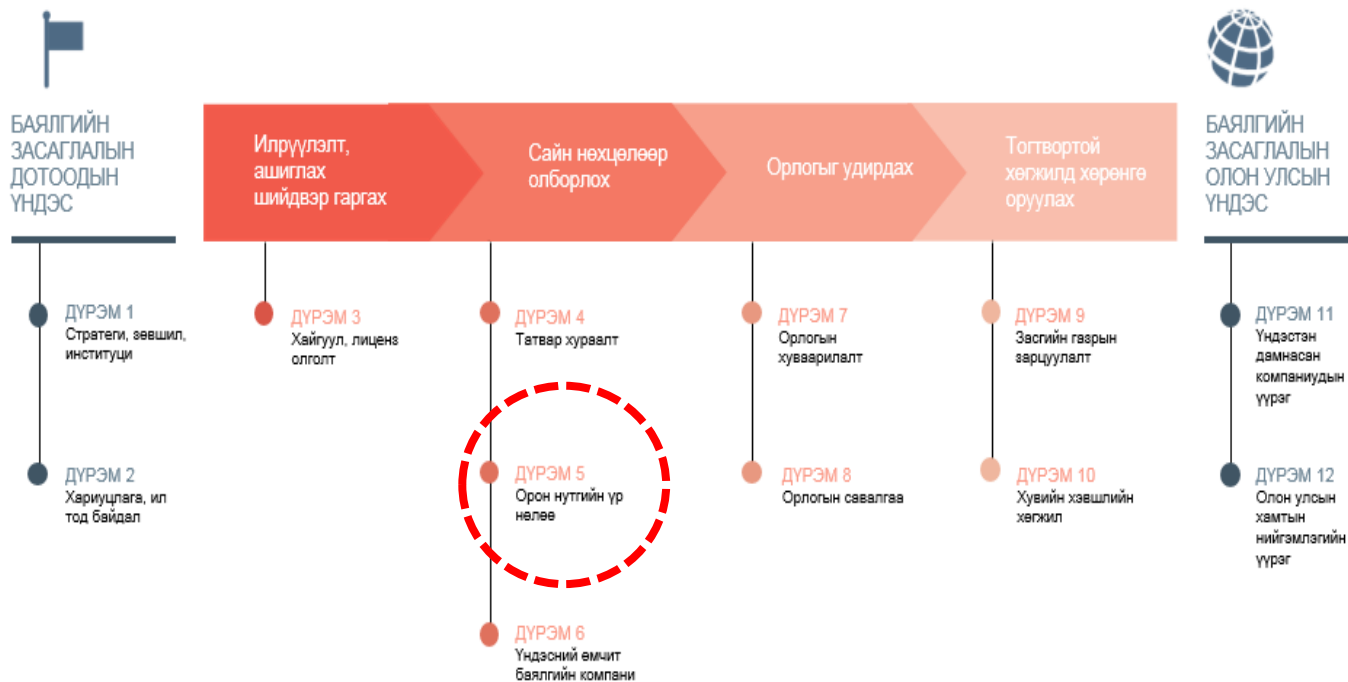 БАЯЛГИЙН
ЗАСАГЛАЛЫН
ДОТООДЫН
ҮНДЭС
ДҮРЭМ 1
Стратеги, зөвшил,
институци
ДҮРЭМ 2
Хариуцлага, ил
тод байдал
Илрүүлэлт,
ашиглах
шийдвэр гаргах
ДҮРЭМ 3
Хайгуул, лиценз
олголт
Сайн нөхцөлөөр
олборлох
ДҮРЭМ 4
Татвар хураалт
ДҮРЭМ 5
Орон нутгийн үр
нөлөө
ДҮРЭМ 6
Үндэсний өмчит
баялгийн компани
Орлогыг удирдах
ДҮРЭМ 7
Орлогын
хуваарилалт
ДҮРЭМ 8
Орлогын савалгаа
Тогтвортой
хөгжилд хөрөнгө
оруулах
ДҮРЭМ 9
Засгийн газрын
зарцуулалт
ДҮРЭМ 10
Хувийн хэвшлийн
хөгжил
БАЯЛГИЙН
ЗАСАГЛАЛЫН
ОЛОН УЛСЫН
ҮНДЭС
ДҮРЭМ 11
Үндэстэн
дамнасан
компаниудын
үүрэг
ДҮРЭМ 12
Олон улсын
хамтын
нийгэмлэгийн
үүрэг